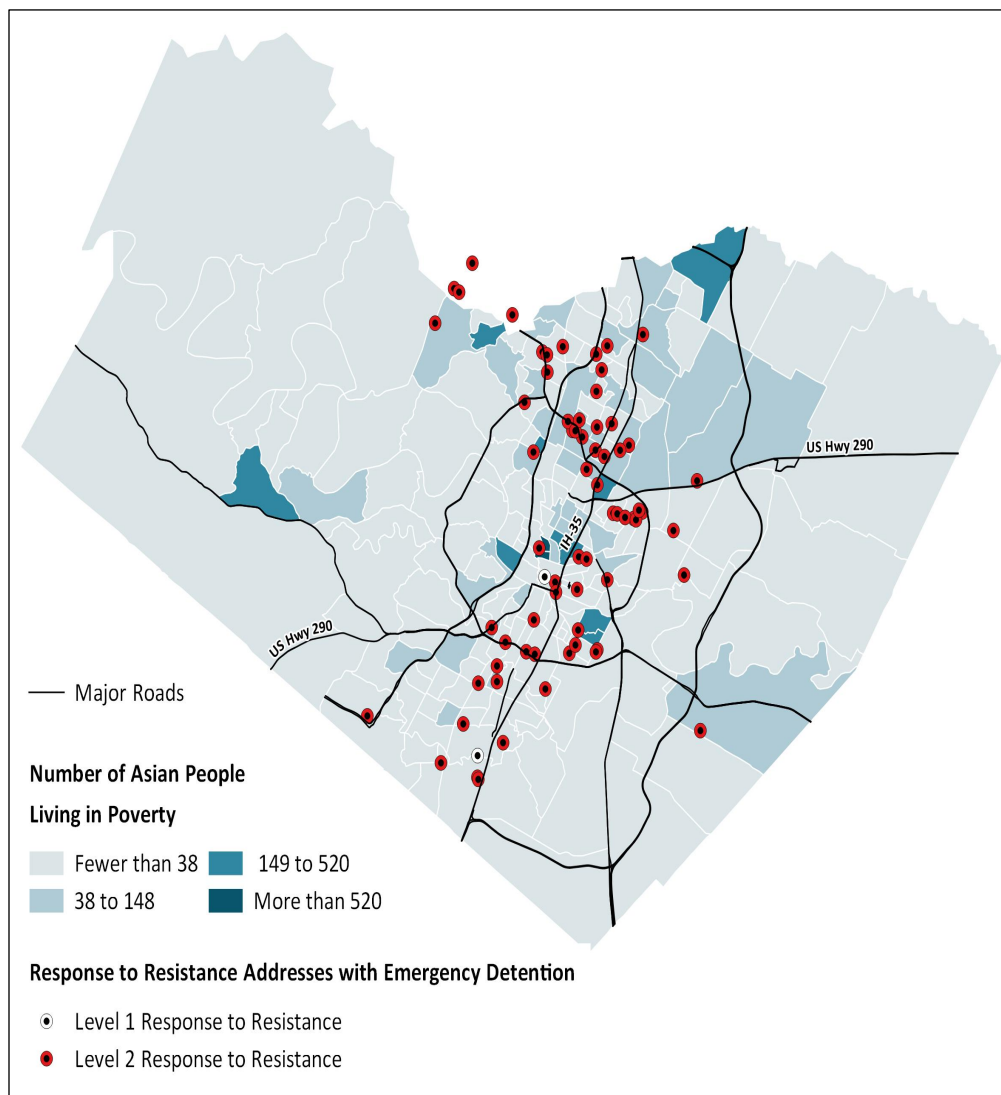 US Hwy 290
IH-35
US Hwy 290
Major Roads
Number of Asian People
Living in Poverty
Fewer than 38
149 to 520
38 to 148
More than 520
Response to Resistance Addresses with Emergency Detention
Level 1 Response to Resistance
Level 2 Response to Resistance